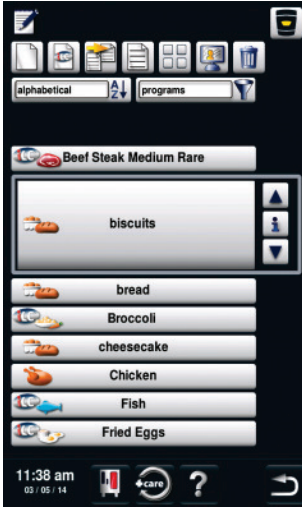 alphabetical
A
Z
programs
Beef Steak Medium Rare
biscuits
i
bread
Broccoli
cheesecake
Chicken
Fish
Fried Eggs
11:38 am
+care
?
03 / 05 / 14